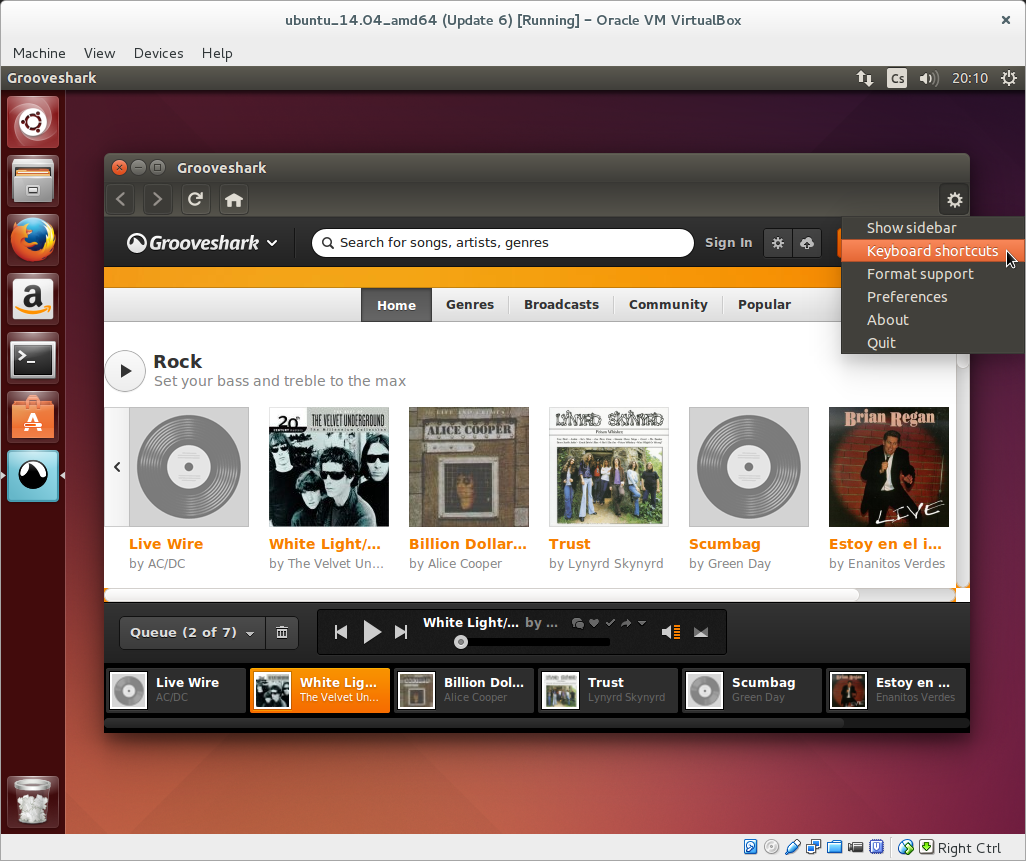 ubuntu_14.04_amd64 (Update 6) [Running] – Oracle VM VirtualBox
Machine View Devices Help
Grooveshark Cs 20:10
Grooveshark
Grooveshark Search for songs, artists, genres Sign In
Show sidebar
Keyboard shortcuts
Format support
Preferences
About
Quit
Home Genres Broadcasts Community Popular
Rock
Set your bass and treble to the max
20th THE VELVET UNDERGROUND
ALICE COOPER
LYNYRD SKYNYRD
Brian Regan
LIVE
Live Wire White Light/... Billion Dollar... Trust Scumbag Estoy en el i...
by AC/DC by The Velvet Un... by Alice Cooper by Lynyrd Skynyrd by Green Day by Enanitos Verdes
Queue (2 of 7) White Light/... by ...
Live Wire White Lig... Billion Dol... Trust Scumbag Estoy en ...
AC/DC The Velvet Un... Alice Cooper Lynyrd Skynyrd Green Day Enanitos Verdes
Right Ctrl